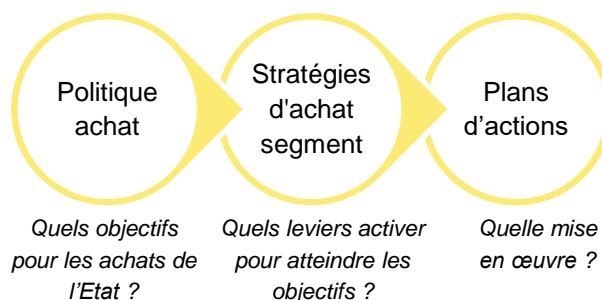 Politique
achat
Stratégies
d'achat
segment
Plans
d’actions
Quels objectifs
pour les achats de
l’Etat ?
Quels leviers activer
pour atteindre les
objectifs ?
Quelle mise
en œuvre ?